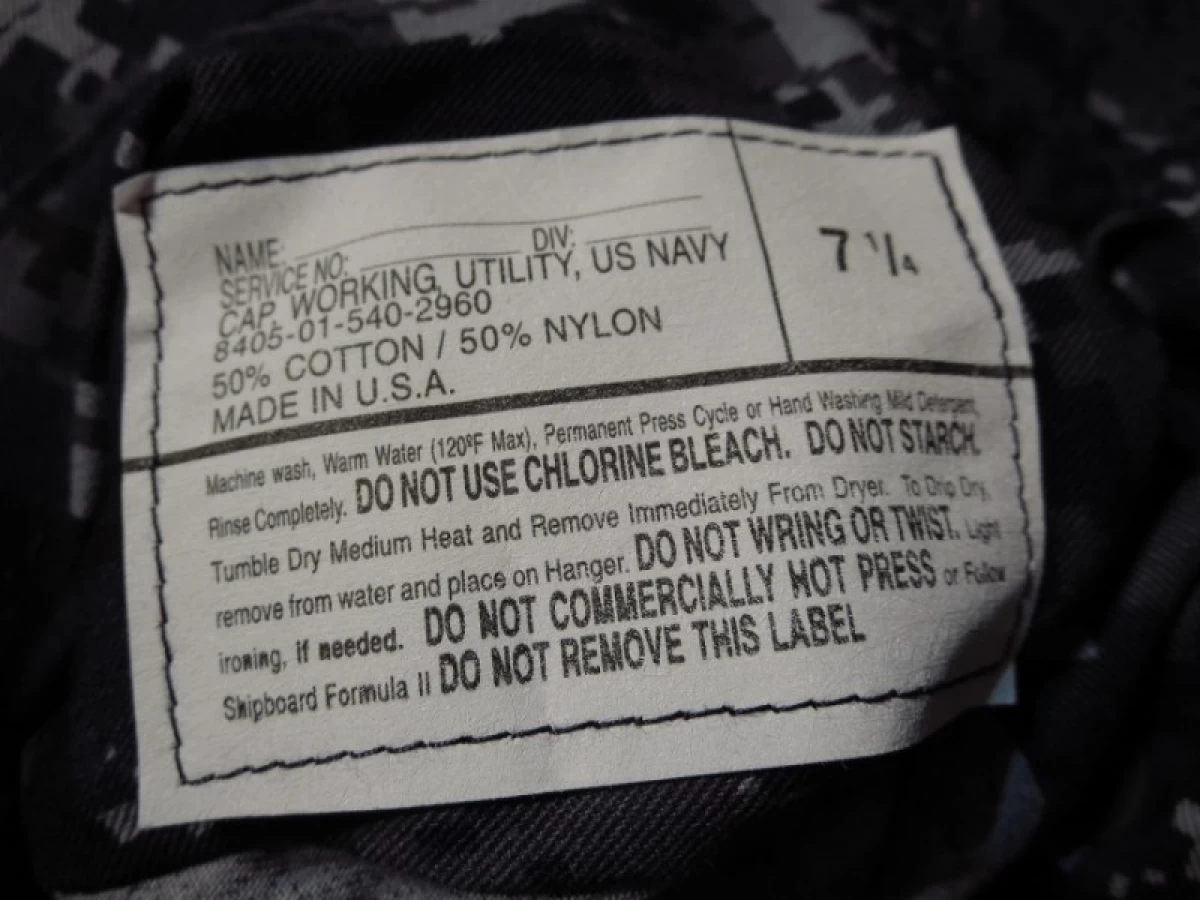 NAME:
SERVICE NO: DIV:
CAP, WORKING, UTILITY, US NAVY
8405-01-540-2960
50% COTTON / 50% NYLON
MADE IN U.S.A.
7 1/4
Machine wash, Warm Water (120ºF Max), Permanent Press Cycle or Hand Washing Mild Detergent,
Rinse Completely. DO NOT USE CHLORINE BLEACH. DO NOT STARCH.
Tumble Dry Medium Heat and Remove Immediately From Dryer. To Drip Dry,
remove from water and place on Hanger. DO NOT WRING OR TWIST. Light
ironing, if needed. DO NOT COMMERCIALLY HOT PRESS or Follow
Shipboard Formula II DO NOT REMOVE THIS LABEL